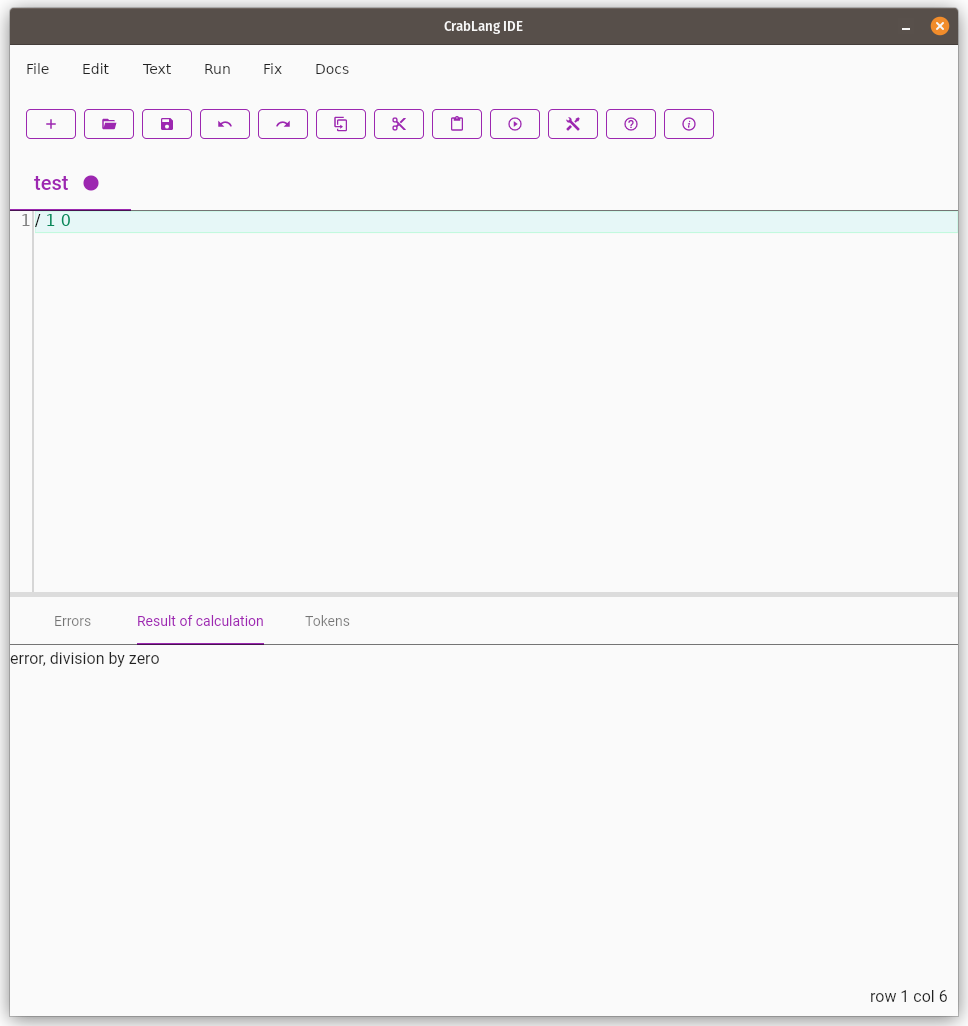 CrabLang IDE
File Edit Text Run Fix Docs
test
1 / 1 0
Errors Result of calculation Tokens
error, division by zero
row 1 col 6